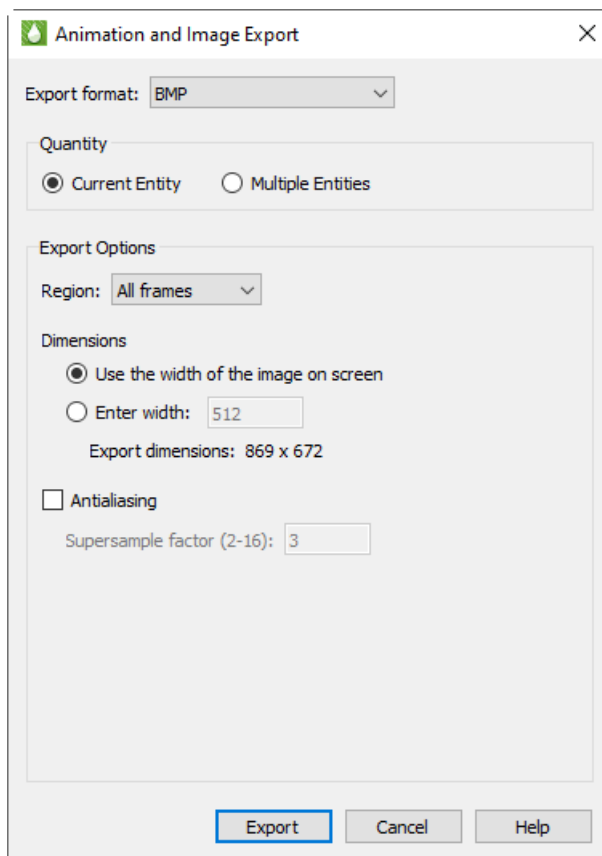 Animation and Image Export
Export format: BMP
Quantity
Current Entity Multiple Entities
Export Options
Region: All frames
Dimensions
Use the width of the image on screen
Enter width: 512
Export dimensions: 869 x 672
Antialiasing
Supersample factor (2-16): 3
Export Cancel Help